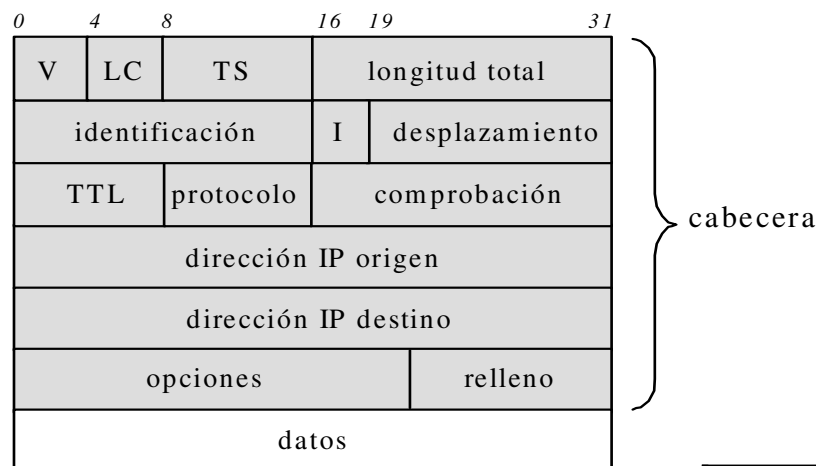 0 4 8 16 19 31
V LC TS longitud total
identificación I desplazamiento
TTL protocolo comprobación
cabecera
dirección IP origen
dirección IP destino
opciones relleno
datos